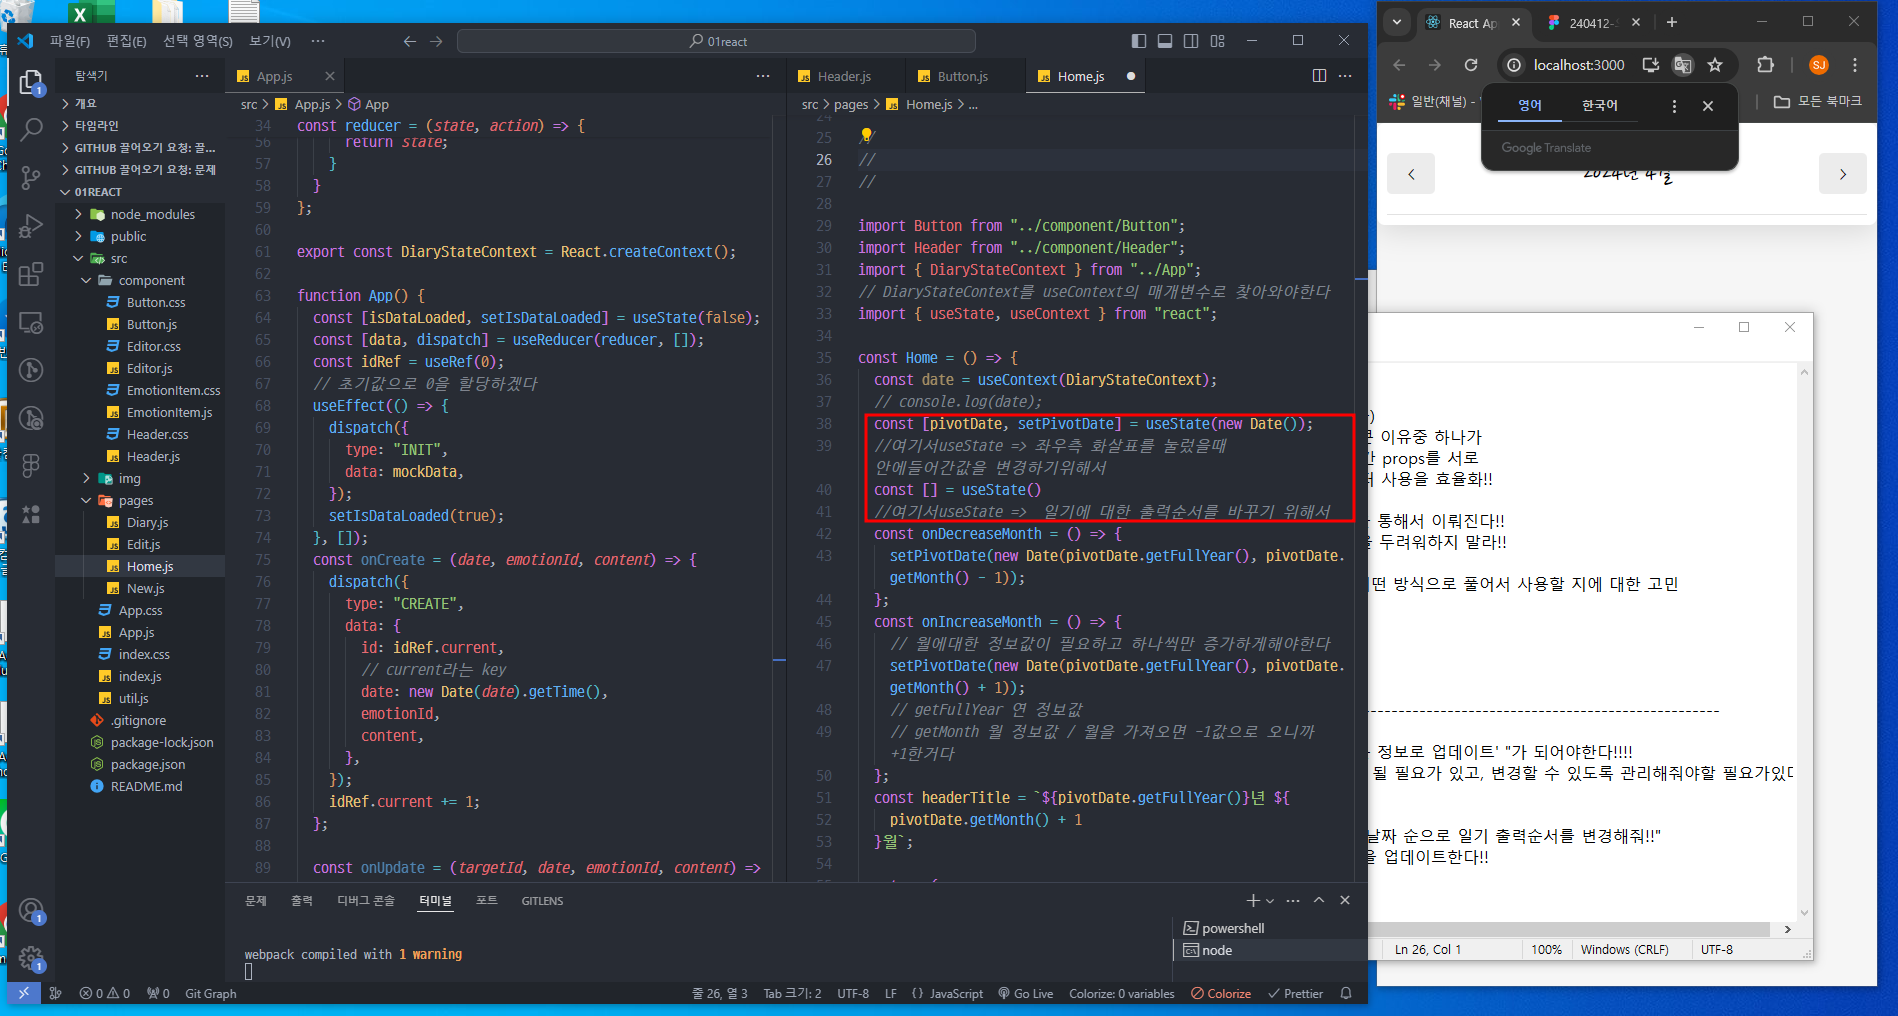 파일(F) 편집(E) 선택 영역(S) 보기(V) ···
01react
탐색기
개요
타임라인
GITHUB 끌어오기 요청: 끌...
GITHUB 끌어오기 요청: 문제
01REACT
node_modules
public
src
component
Button.css
Button.js
Editor.css
Editor.js
EmotionItem.css
EmotionItem.js
Header.css
Header.js
img
pages
Diary.js
Edit.js
Home.js
New.js
App.css
App.js
index.css
index.js
util.js
.gitignore
package-lock.json
package.json
README.md
App.js
src > App.js > App
34 const reducer = (state, action) => {
56 return state;
57 }
58 }
59 };
60
61 export const DiaryStateContext = React.createContext();
62
63 function App() {
64 const [isDataLoaded, setIsDataLoaded] = useState(false);
65 const [data, dispatch] = useReducer(reducer, []);
66 const idRef = useRef(0);
67 // 초기값으로 0을 할당하겠다
68 useEffect(() => {
69 dispatch({
70 type: "INIT",
71 data: mockData,
72 });
73 setIsDataLoaded(true);
74 }, []);
75 const onCreate = (date, emotionId, content) => {
76 dispatch({
77 type: "CREATE",
78 data: {
79 id: idRef.current,
80 // current라는 key
81 date: new Date(date).getTime(),
82 emotionId,
83 content,
84 },
85 });
86 idRef.current += 1;
87 };
88
89 const onUpdate = (targetId, date, emotionId, content) =>
Header.js
Button.js
Home.js
src > pages > Home.js > ...
24
25 //
26 //
27 //
28
29 import Button from "../component/Button";
30 import Header from "../component/Header";
31 import { DiaryStateContext } from "../App";
32 // DiaryStateContext를 useContext의 매개변수로 찾아와야한다
33 import { useState, useContext } from "react";
34
35 const Home = () => {
36 const date = useContext(DiaryStateContext);
37 // console.log(date);
38 const [pivotDate, setPivotDate] = useState(new Date());
39 //여기서useState => 좌우측 화살표를 눌렀을때
안에들어간값을 변경하기위해서
40 const [] = useState()
41 //여기서useState => 일기에 대한 출력순서를 바꾸기 위해서
42 const onDecreaseMonth = () => {
43 setPivotDate(new Date(pivotDate.getFullYear(), pivotDate.
getMonth() - 1));
44 };
45 const onIncreaseMonth = () => {
46 // 월에대한 정보값이 필요하고 하나씩만 증가하게해야한다
47 setPivotDate(new Date(pivotDate.getFullYear(), pivotDate.
getMonth() + 1));
48 // getFullYear 연 정보값
49 // getMonth 월 정보값 / 월을 가져오면 -1값으로 오니까
+1한거다
50 };
51 const headerTitle = `${pivotDate.getFullYear()}년 ${
52 pivotDate.getMonth() + 1
53 }월`;
54
문제 출력 디버그 콘솔 터미널 포트 GITLENS
webpack compiled with 1 warning
powershell
node
0 0 0 Git Graph
줄 26, 열 3 Tab 크기: 2 UTF-8 LF {} JavaScript Go Live Colorize: 0 variables Colorize Prettier
React Ap
240412-
localhost:3000
SJ
일반(채널) -
모든 북마크
영어 한국어
Google Translate
2024년 4월
이유중 하나가
props를 서로
사용을 효율화!!
통해서 이뤄진다!!
두려워하지 말라!!
떤 방식으로 풀어서 사용할 지에 대한 고민
정보로 업데이트' "가 되어야한다!!!!
될 필요가 있고, 변경할 수 있도록 관리해줘야할 필요가있다
날짜 순으로 일기 출력순서를 변경해줘!!"
업데이트한다!!
Ln 26, Col 1 100% Windows (CRLF) UTF-8